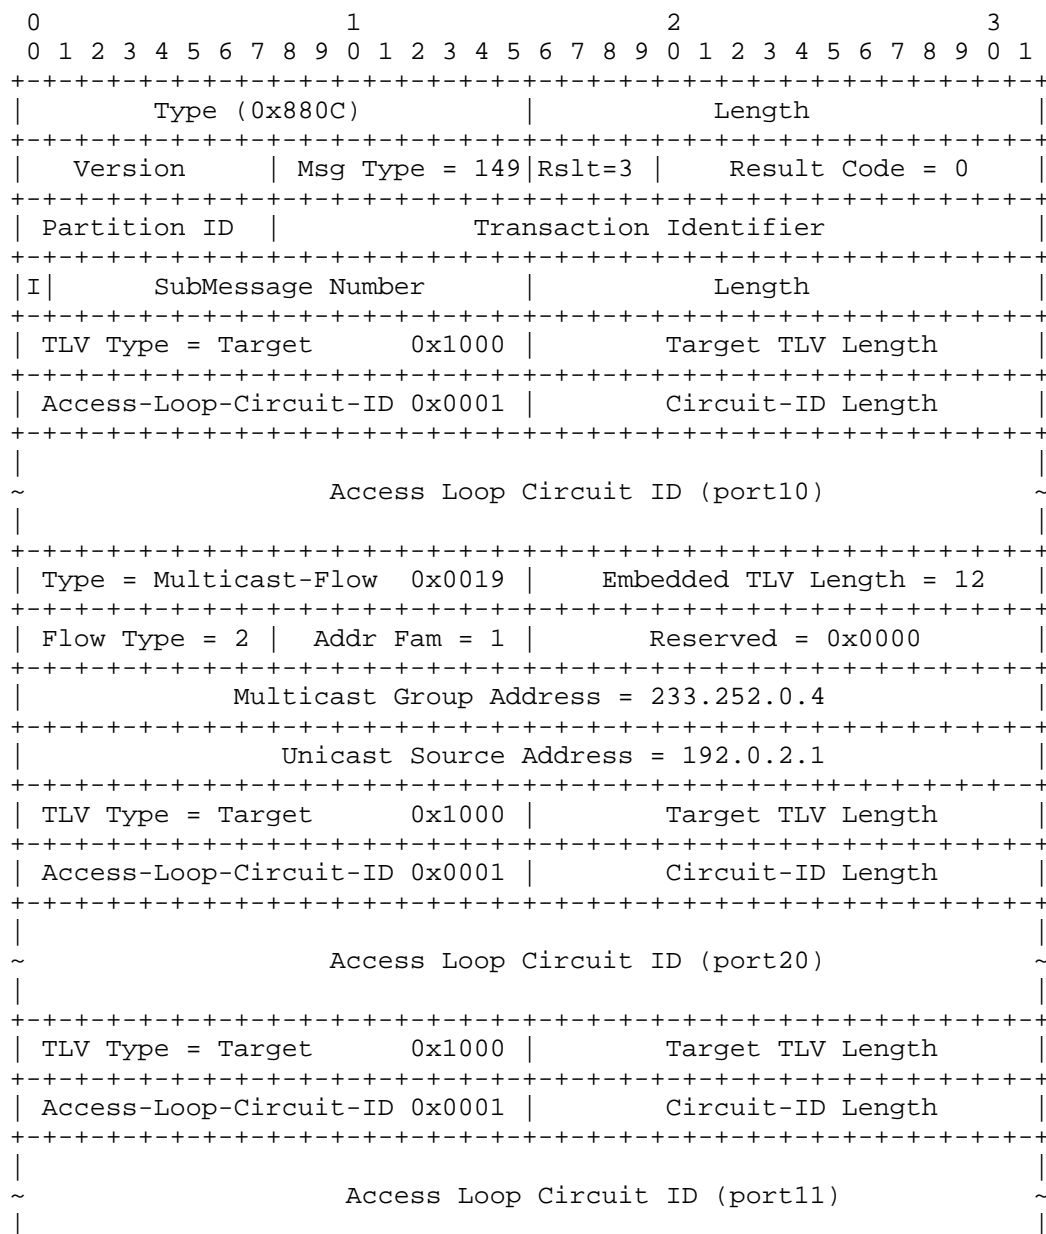 0                   1                   2                   3
 0 1 2 3 4 5 6 7 8 9 0 1 2 3 4 5 6 7 8 9 0 1 2 3 4 5 6 7 8 9 0 1
+-+-+-+-+-+-+-+-+-+-+-+-+-+-+-+-+-+-+-+-+-+-+-+-+-+-+-+-+-+-+-+-+
|        Type (0x880C)          |           Length              |
+-+-+-+-+-+-+-+-+-+-+-+-+-+-+-+-+-+-+-+-+-+-+-+-+-+-+-+-+-+-+-+-+
|   Version     | Msg Type = 149|Rslt=3 |    Result Code = 0    |
+-+-+-+-+-+-+-+-+-+-+-+-+-+-+-+-+-+-+-+-+-+-+-+-+-+-+-+-+-+-+-+-+
| Partition ID  |            Transaction Identifier             |
+-+-+-+-+-+-+-+-+-+-+-+-+-+-+-+-+-+-+-+-+-+-+-+-+-+-+-+-+-+-+-+-+
|I|      SubMessage Number      |           Length              |
+-+-+-+-+-+-+-+-+-+-+-+-+-+-+-+-+-+-+-+-+-+-+-+-+-+-+-+-+-+-+-+-+
| TLV Type = Target      0x1000 |        Target TLV Length      |
+-+-+-+-+-+-+-+-+-+-+-+-+-+-+-+-+-+-+-+-+-+-+-+-+-+-+-+-+-+-+-+-+
| Access-Loop-Circuit-ID 0x0001 |        Circuit-ID Length      |
+-+-+-+-+-+-+-+-+-+-+-+-+-+-+-+-+-+-+-+-+-+-+-+-+-+-+-+-+-+-+-+-+
|                                                               |
~                   Access Loop Circuit ID (port10)             ~
|                                                               |
+-+-+-+-+-+-+-+-+-+-+-+-+-+-+-+-+-+-+-+-+-+-+-+-+-+-+-+-+-+-+-+-+
| Type = Multicast-Flow  0x0019 |    Embedded TLV Length = 12   |
+-+-+-+-+-+-+-+-+-+-+-+-+-+-+-+-+-+-+-+-+-+-+-+-+-+-+-+-+-+-+-+-+
| Flow Type = 2 |  Addr Fam = 1 |       Reserved = 0x0000       |
+-+-+-+-+-+-+-+-+-+-+-+-+-+-+-+-+-+-+-+-+-+-+-+-+-+-+-+-+-+-+-+-+
|             Multicast Group Address = 233.252.0.4             |
+-+-+-+-+-+-+-+-+-+-+-+-+-+-+-+-+-+-+-+-+-+-+-+-+-+-+-+-+-+-+-+-+
|                Unicast Source Address = 192.0.2.1             |
+-+-+-+-+-+-+-+-+-+-+-+-+-+-+-+-+-+-+-+-+-+-+-+-+-++-+-+-+-+-+--+
| TLV Type = Target      0x1000 |        Target TLV Length      |
+-+-+-+-+-+-+-+-+-+-+-+-+-+-+-+-+-+-+-+-+-+-+-+-+-+-+-+-+-+-+-+-+
| Access-Loop-Circuit-ID 0x0001 |        Circuit-ID Length      |
+-+-+-+-+-+-+-+-+-+-+-+-+-+-+-+-+-+-+-+-+-+-+-+-+-+-+-+-+-+-+-+-+
|                                                               |
~                   Access Loop Circuit ID (port20)             ~
|                                                               |
+-+-+-+-+-+-+-+-+-+-+-+-+-+-+-+-+-+-+-+-+-+-+-+-+-+-+-+-+-+-+-+-+
| TLV Type = Target      0x1000 |        Target TLV Length      |
+-+-+-+-+-+-+-+-+-+-+-+-+-+-+-+-+-+-+-+-+-+-+-+-+-+-+-+-+-+-+-+-+
| Access-Loop-Circuit-ID 0x0001 |        Circuit-ID Length      |
+-+-+-+-+-+-+-+-+-+-+-+-+-+-+-+-+-+-+-+-+-+-+-+-+-+-+-+-+-+-+-+-+
|                                                               |
~                    Access Loop Circuit ID (port11)            ~
|                                                               |